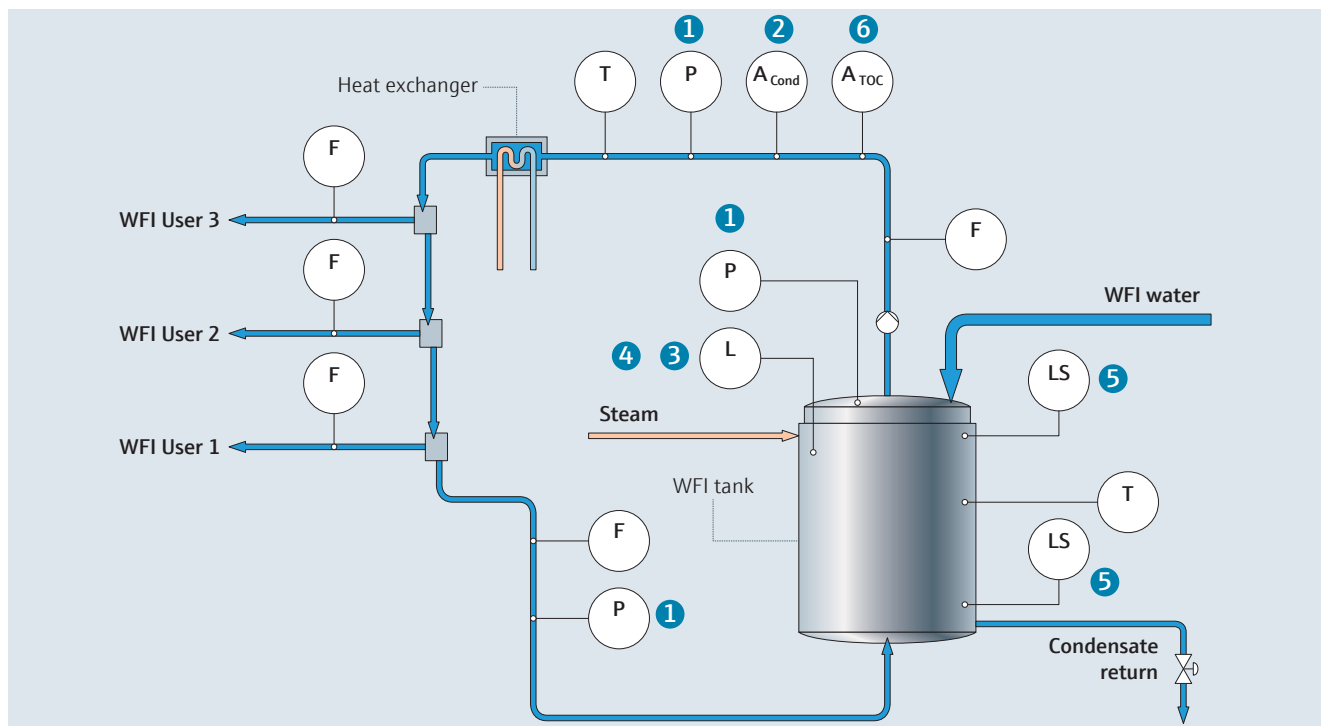 1
2
6
T
P
A Cond
A TOC
Heat exchanger
F
WFI User 3
1
F
P
F
WFI water
WFI User 2
4
3
L
LS
5
F
Steam
WFI User 1
WFI tank
T
F
LS
5
P
1
Condensate
return